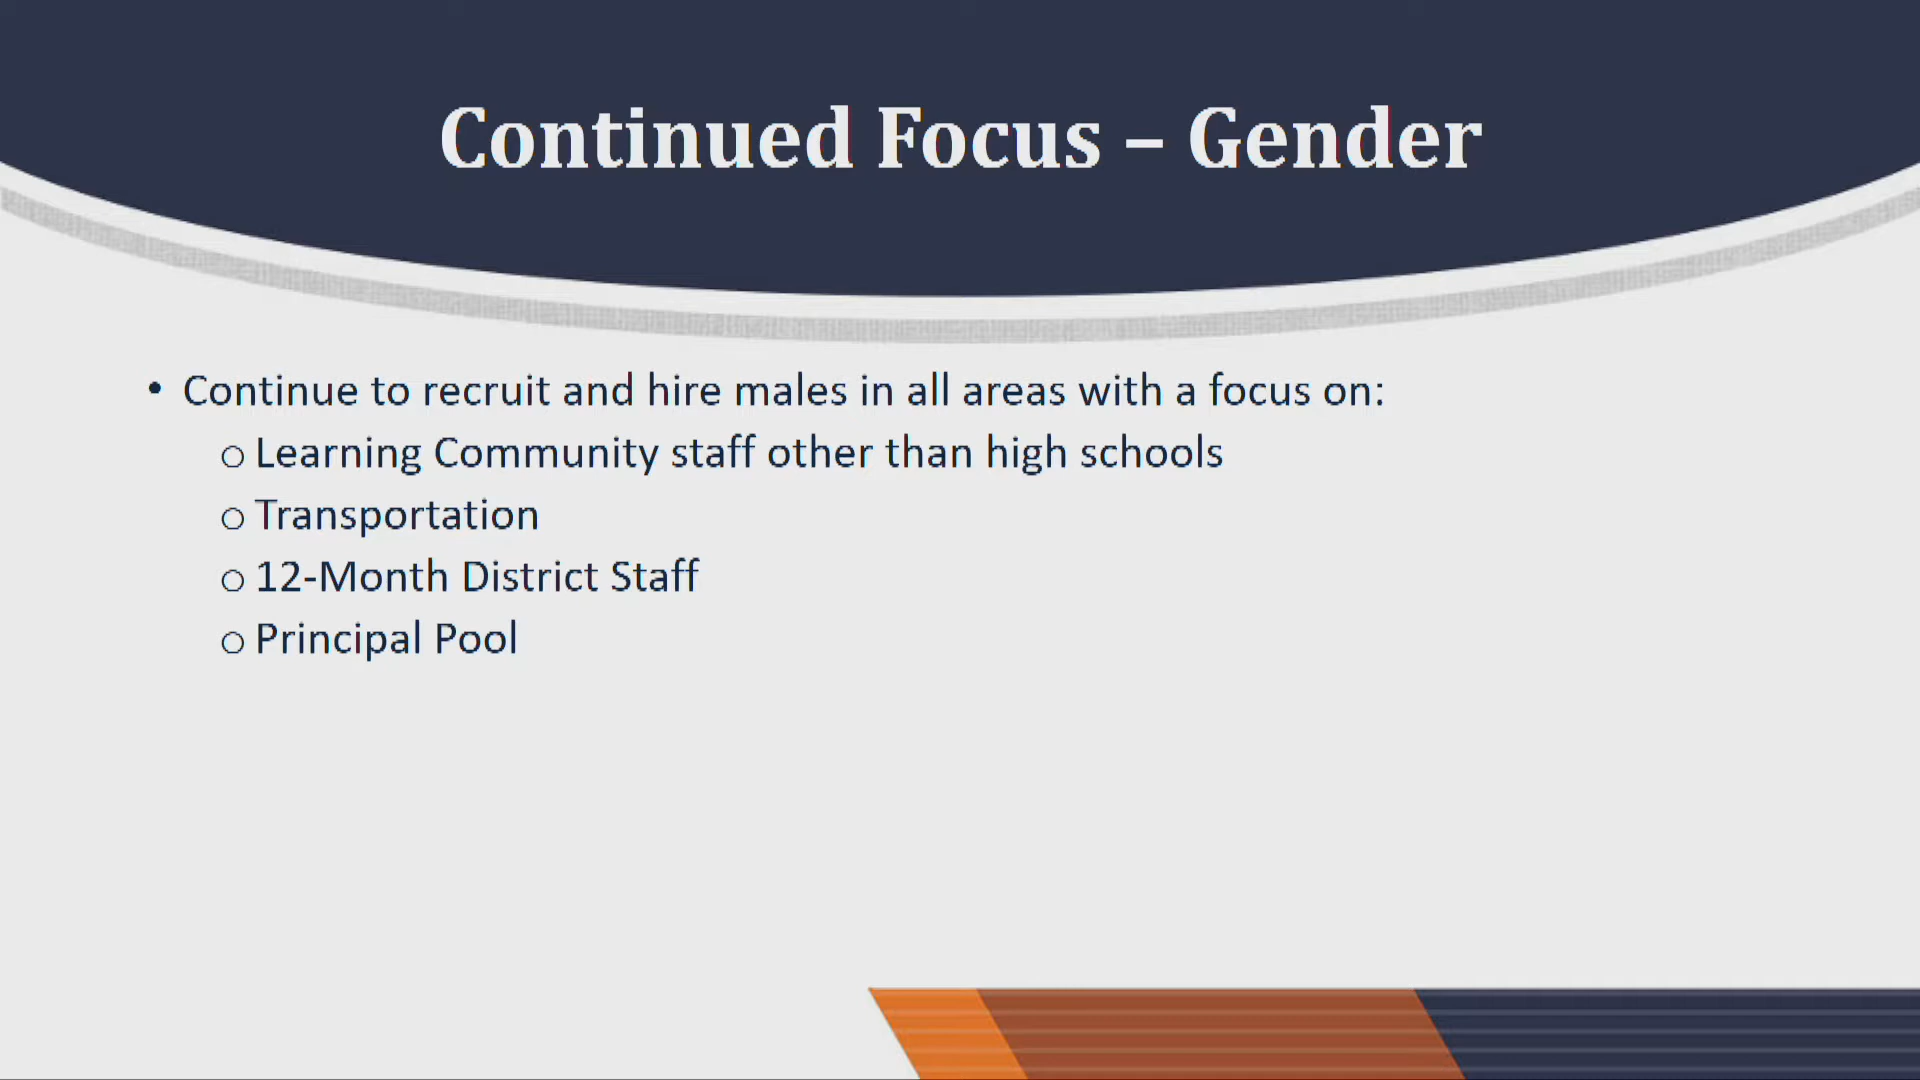 Continued Focus – Gender
• Continue to recruit and hire males in all areas with a focus on:
o Learning Community staff other than high schools
o Transportation
o 12-Month District Staff
o Principal Pool